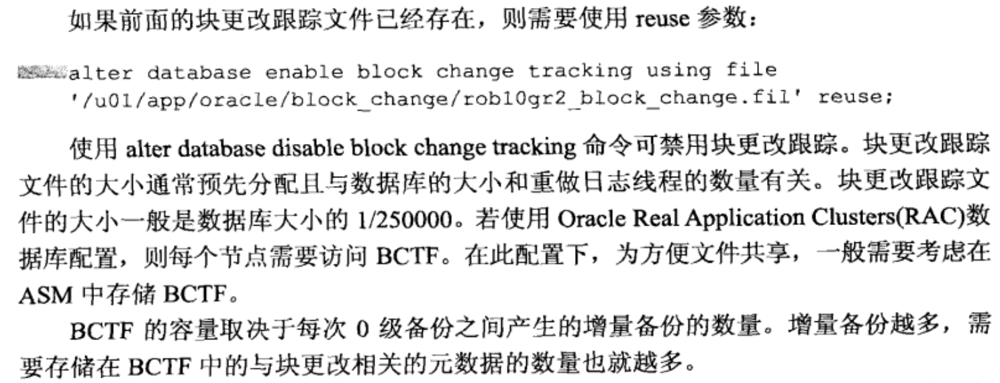 如果前面的块更改跟踪文件已经存在，则需要使用 reuse 参数：
alter database enable block change tracking using file
'/u01/app/oracle/block_change/rob10gr2_block_change.fil' reuse;
使用 alter database disable block change tracking 命令可禁用块更改跟踪。块更改跟踪
文件的大小通常预先分配且与数据库的大小和重做日志线程的数量有关。块更改跟踪文
件的大小一般是数据库大小的 1/250000。若使用 Oracle Real Application Clusters(RAC)数
据库配置，则每个节点需要访问 BCTF。在此配置下，为方便文件共享，一般需要考虑在
ASM 中存储 BCTF。
BCTF 的容量取决于每次 0 级备份之间产生的增量备份的数量。增量备份越多，需
要存储在 BCTF 中的与块更改相关的元数据的数量也就越多。